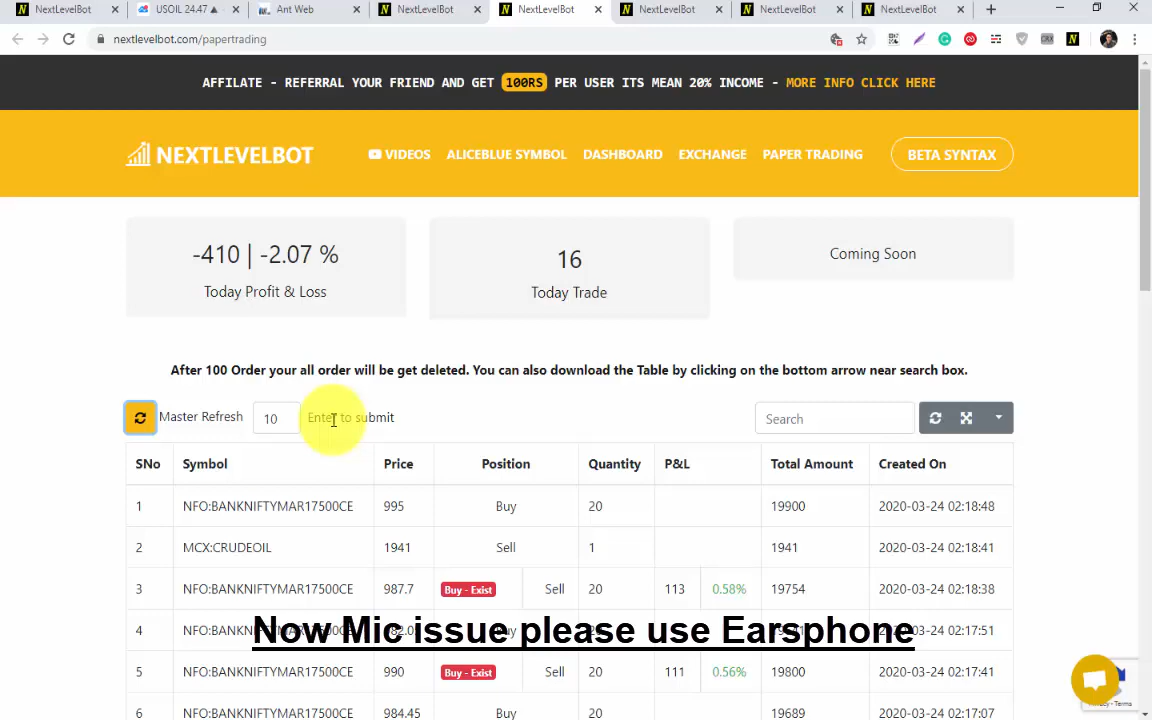 NextLevelBot
USOIL 24.47 ▲
Ant Web
NextLevelBot
NextLevelBot
NextLevelBot
NextLevelBot
NextLevelBot
nextlevelbot.com/papertrading
AFFILATE - REFERRAL YOUR FRIEND AND GET 100RS PER USER ITS MEAN 20% INCOME - MORE INFO CLICK HERE
NEXTLEVELBOT
VIDEOS ALICEBLUE SYMBOL DASHBOARD EXCHANGE PAPER TRADING BETA SYNTAX
-410 | -2.07 %
Today Profit & Loss
16
Today Trade
Coming Soon
After 100 Order your all order will be get deleted. You can also download the Table by clicking on the bottom arrow near search box.
Master Refresh 10 Enter to submit Search
SNo Symbol Price Position Quantity P&L Total Amount Created On
1 NFO:BANKNIFTYMAR17500CE 995 Buy 20 19900 2020-03-24 02:18:48
2 MCX:CRUDEOIL 1941 Sell 1 1941 2020-03-24 02:18:41
3 NFO:BANKNIFTYMAR17500CE 987.7 Buy - Exist Sell 20 113 0.58% 19754 2020-03-24 02:18:38
4 NFO:BANKNIFTYMAR17500CE Buy 2020-03-24 02:17:51
Now Mic issue please use Earsphone
5 NFO:BANKNIFTYMAR17500CE 990 Buy - Exist Sell 20 111 0.56% 19800 2020-03-24 02:17:41
6 NFO:BANKNIFTYMAR17500CE 984.45 Buy 20 19689 2020-03-24 02:17:07